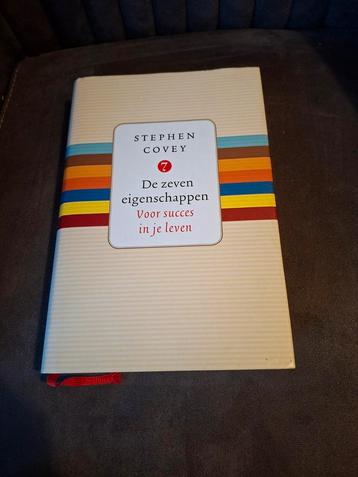 STEPHEN
COVEY
7
De zeven
eigenschappen
Voor succes
in je leven